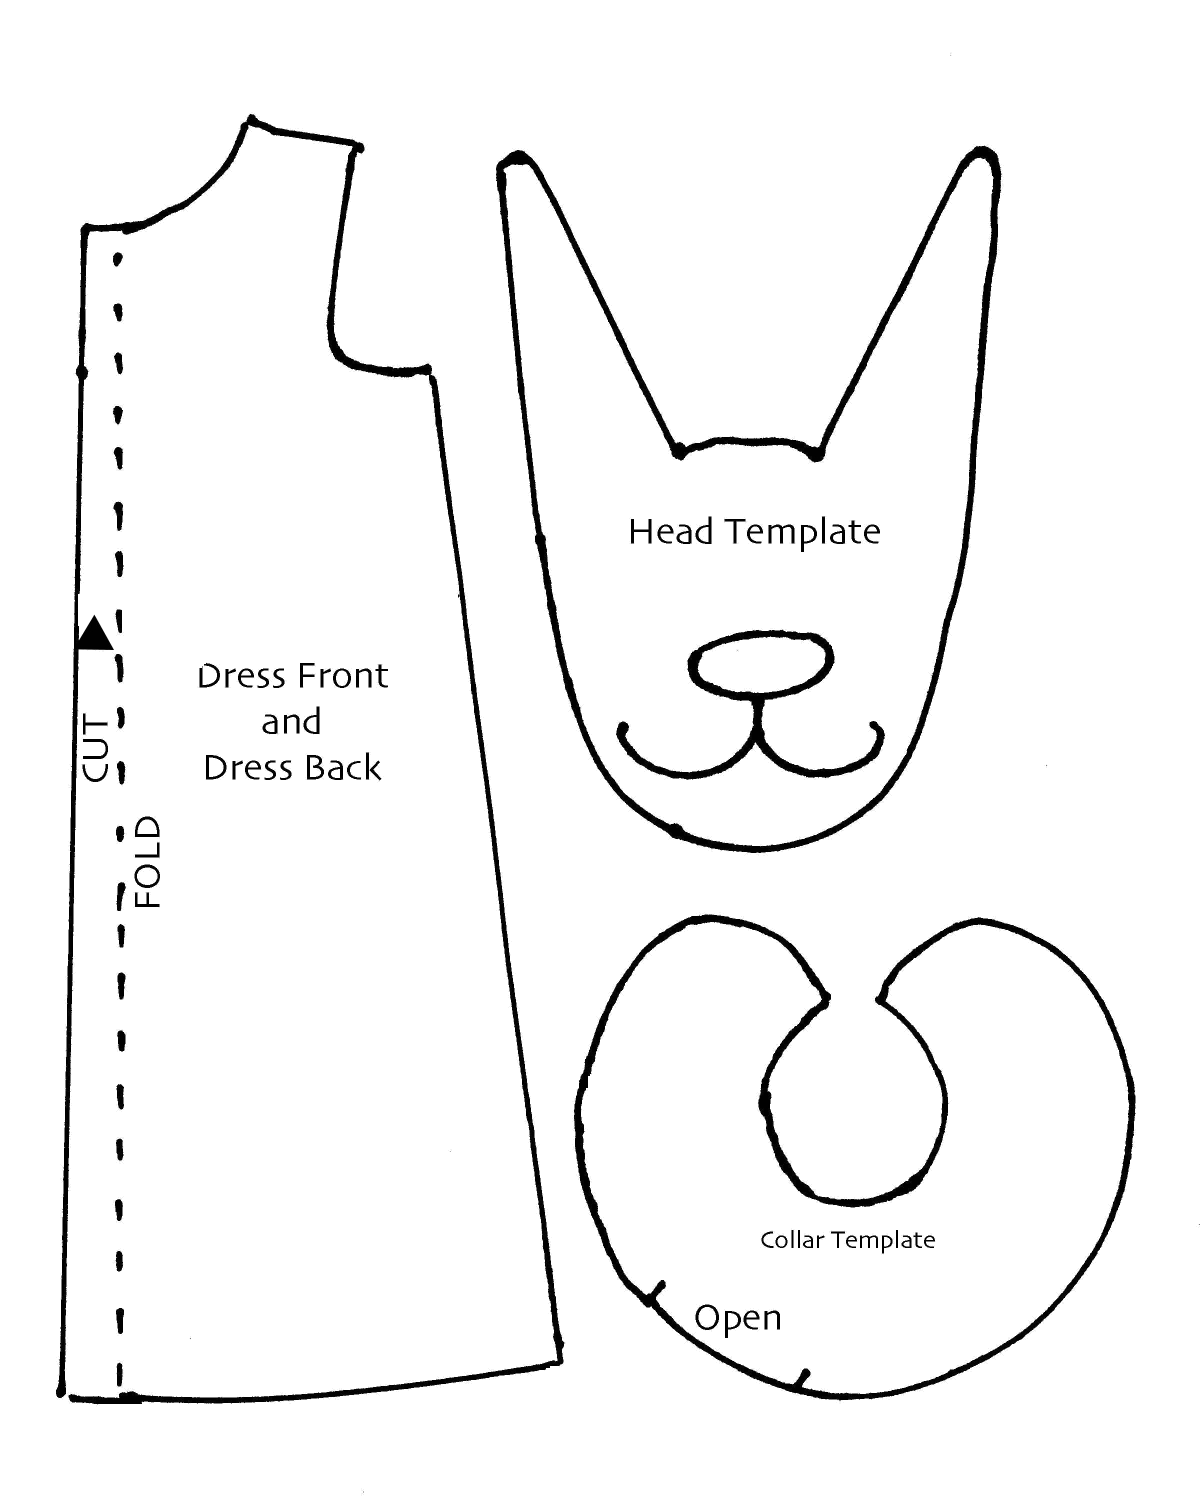 Head Template
Dress Front
and
Dress Back
CUT
FOLD
Collar Template
Open